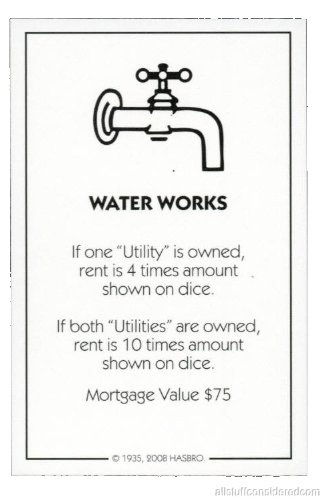 WATER WORKS
If one “Utility” is owned,
rent is 4 times amount
shown on dice.
If both “Utilities” are owned,
rent is 10 times amount
shown on dice.
Mortgage Value $75
© 1935, 2008 HASBRO.
allstuffconsidered.com